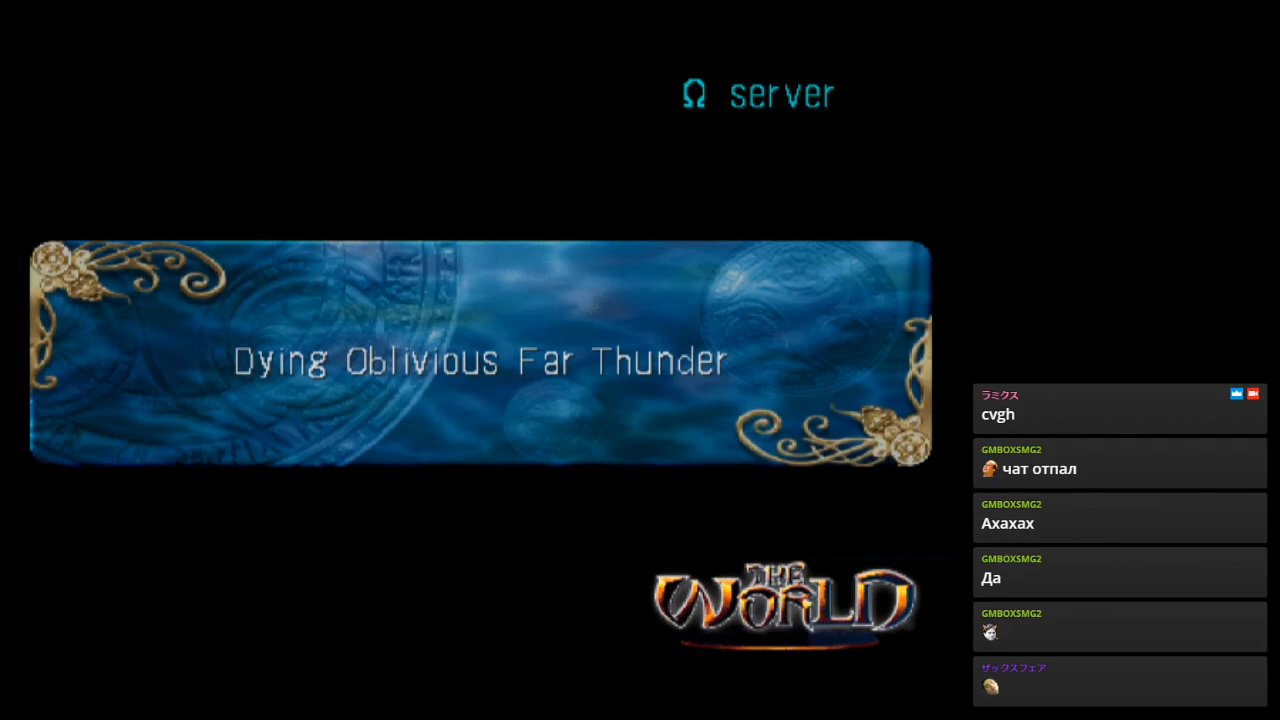 Ω server
Dying Oblivious Far Thunder
THE
WORLD
ラミクス
cvgh
GMBOXSMG2
чат отпал
GMBOXSMG2
Ахахах
GMBOXSMG2
Да
GMBOXSMG2
ザックスフェア